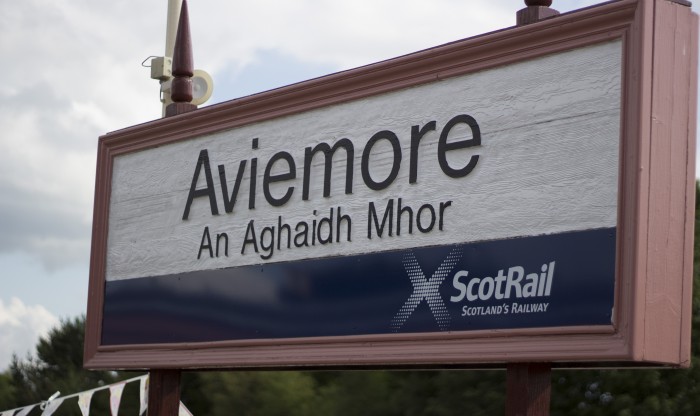 Aviemore
An Aghaidh Mhor
ScotRail
SCOTLAND'S RAILWAY